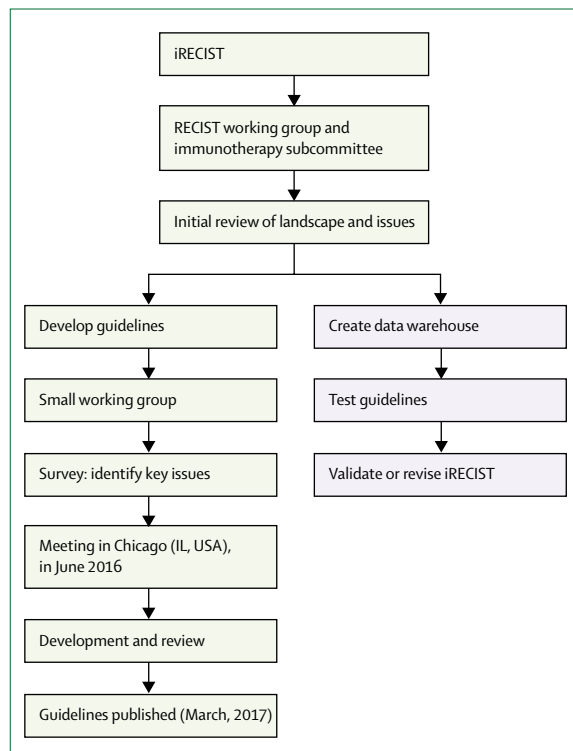 iRECIST
RECIST working group and
immunotherapy subcommittee
Initial review of landscape and issues
Develop guidelines
Small working group
Survey: identify key issues
Meeting in Chicago (IL, USA),
in June 2016
Development and review
Guidelines published (March, 2017)
Create data warehouse
Test guidelines
Validate or revise iRECIST